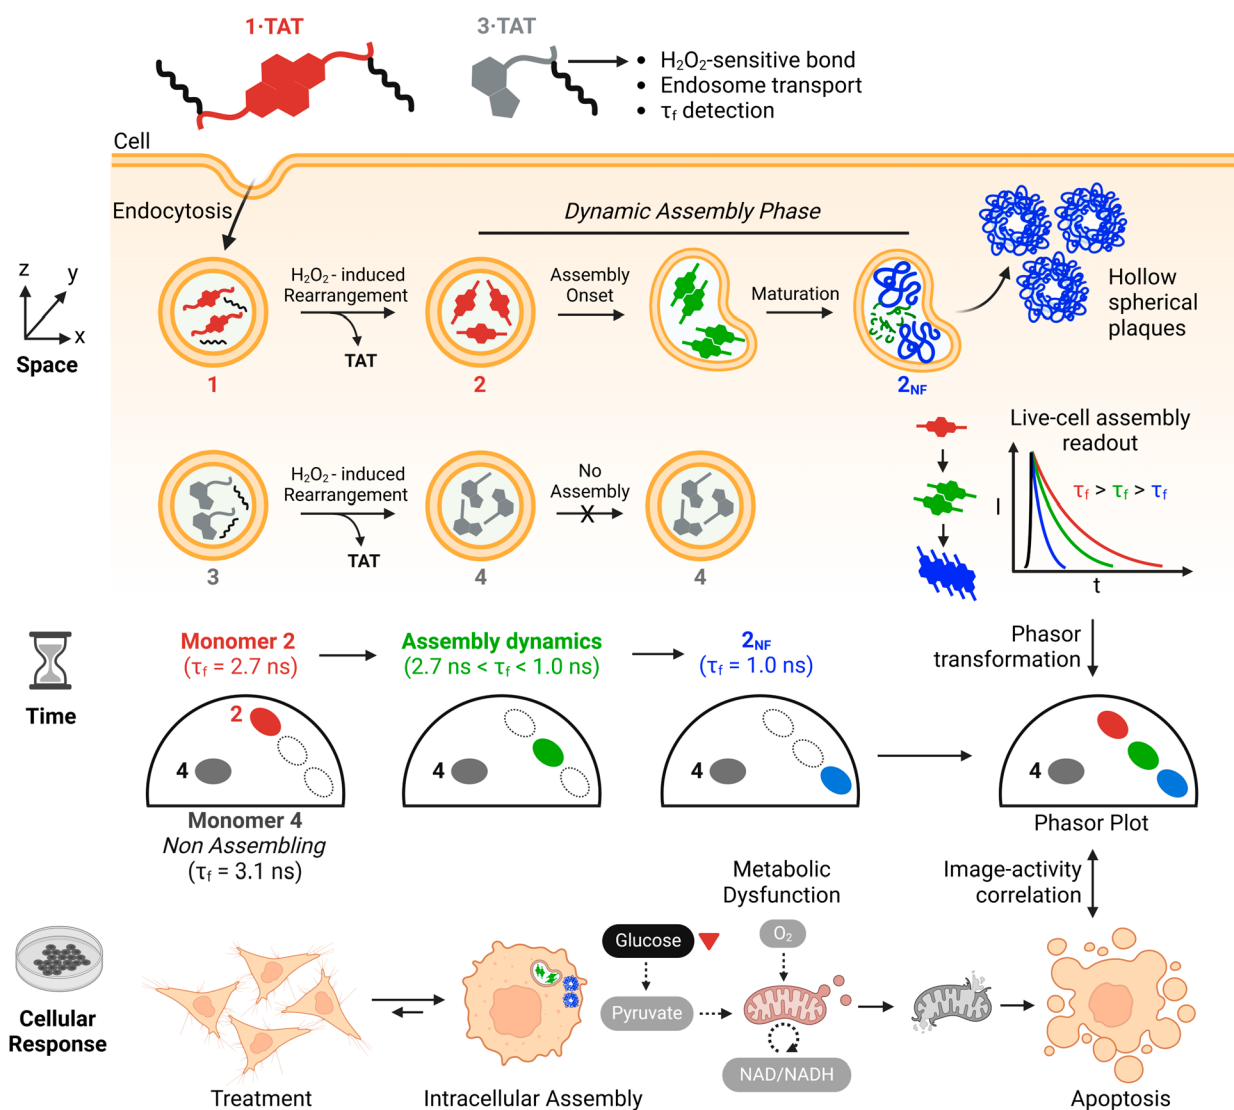 1·TAT
3·TAT
• H₂O₂-sensitive bond
• Endosome transport
• τf detection
Cell
Endocytosis
Dynamic Assembly Phase
z
y
x
Space
H₂O₂- induced
Rearrangement
TAT
Assembly
Onset
Maturation
Hollow
spherical
plaques
1
2
2NF
H₂O₂- induced
Rearrangement
TAT
No
Assembly
X
3
4
4
Live-cell assembly
readout
τf > τf > τf
I
t
Time
Monomer 2
(τf = 2.7 ns)
Assembly dynamics
(2.7 ns < τf < 1.0 ns)
2NF
(τf = 1.0 ns)
Phasor
transformation
2
4
4
4
4
Monomer 4
Non Assembling
(τf = 3.1 ns)
Phasor Plot
Image-activity
correlation
Metabolic
Dysfunction
Cellular
Response
Glucose
O₂
Pyruvate
NAD/NADH
Treatment
Intracellular Assembly
Apoptosis